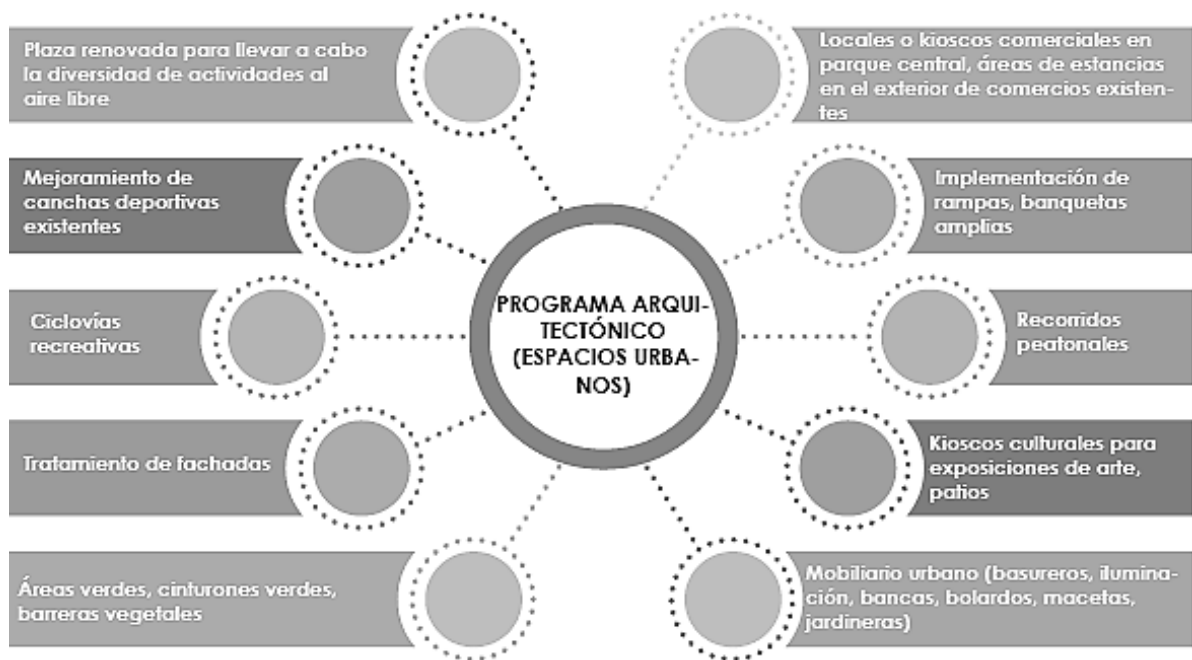 Plaza renovada para llevar a cabo
la diversidad de actividades al
aire libre
Mejoramiento de
canchas deportivas
existentes
Ciclovías
recreativas
Tratamiento de fachadas
Áreas verdes, cinturones verdes,
barreras vegetales
PROGRAMA ARQUI-
TECTÓNICO
(ESPACIOS URBA-
NOS)
Locales o kioscos comerciales en
parque central, áreas de estancias
en el exterior de comercios existen-
tes
Implementación de
rampas, banquetas
amplias
Recorridos
peatonales
Kioscos culturales para
exposiciones de arte,
patios
Mobiliario urbano (basureros, ilumina-
ción, bancas, bolardos, macetas,
jardineras)